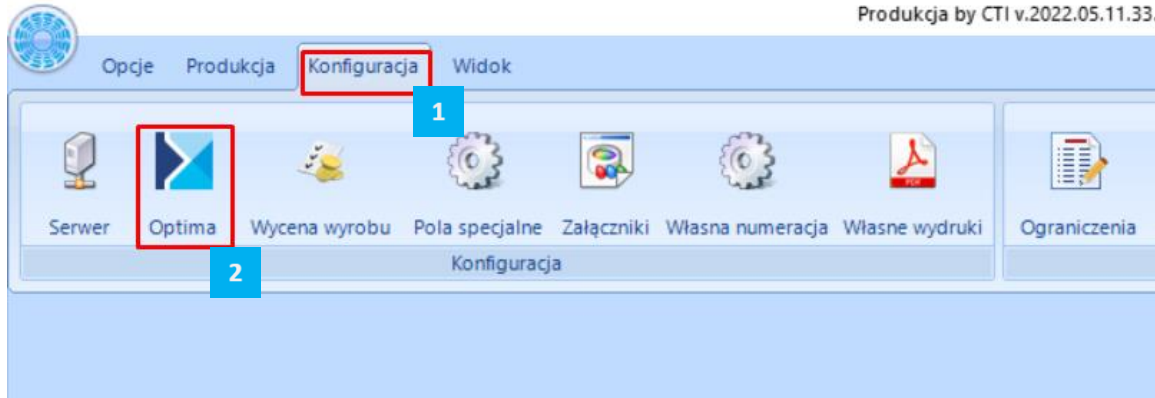 Produkcja by CTI v.2022.05.11.33.
Opcje Produkcja Konfiguracja Widok
1
Serwer Optima Wycena wyrobu Pola specjalne Załączniki Własna numeracja Własne wydruki Ograniczenia
PDF
2
Konfiguracja